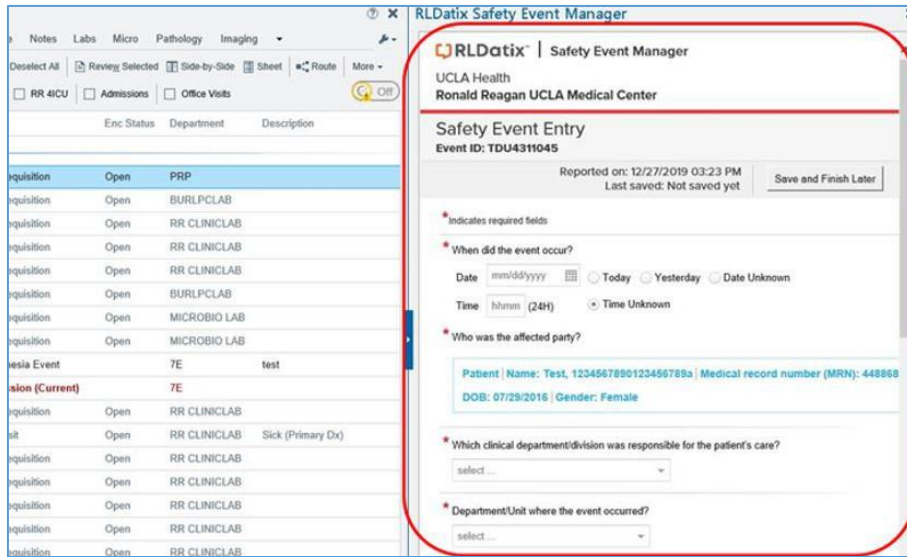 RLDatix Safety Event Manager
Notes Labs Micro Pathology Imaging
Deselect All Review Selected Side-by-Side Sheet Route More
RR 4ICU Admissions Office Visits Off
Enc Status Department Description
equisition Open PRP
equisition Open BURLPCLAB
equisition Open RR CLINICLAB
equisition Open RR CLINICLAB
equisition Open RR CLINICLAB
equisition Open BURLPCLAB
equisition Open MICROBIO LAB
equisition Open MICROBIO LAB
esia Event 7E test
ssion (Current) 7E
equisition Open RR CLINICLAB
sit Open RR CLINICLAB Sick (Primary Dx)
equisition Open RR CLINICLAB
equisition Open RR CLINICLAB
equisition Open RR CLINICLAB
equisition Open RR CLINICLAB
RLDatix | Safety Event Manager
UCLA Health
Ronald Reagan UCLA Medical Center
Safety Event Entry
Event ID: TDU4311045
Reported on: 12/27/2019 03:23 PM
Last saved: Not saved yet
Save and Finish Later
*Indicates required fields
* When did the event occur?
Date mm/dd/yyyy Today Yesterday Date Unknown
Time hhmm (24H) Time Unknown
* Who was the affected party?
Patient | Name: Test, 1234567890123456789a | Medical record number (MRN): 448868
DOB: 07/29/2016 | Gender: Female
* Which clinical department/division was responsible for the patient's care?
select ...
* Department/Unit where the event occurred?
select ...